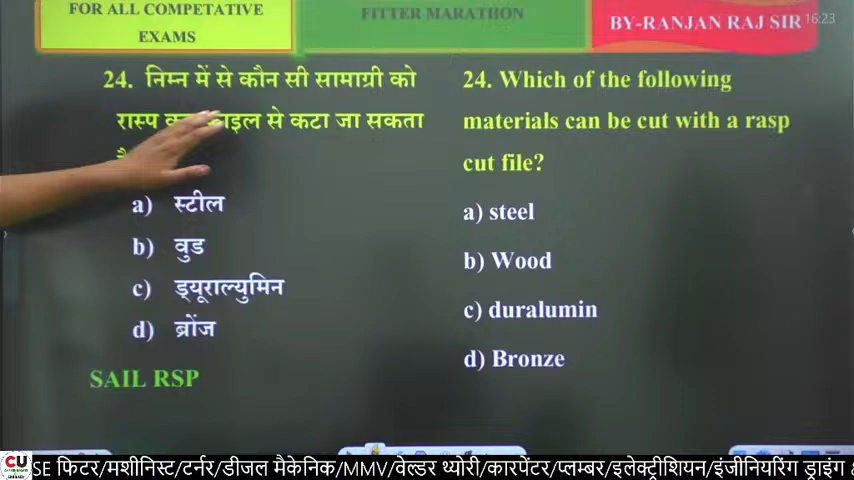 FOR ALL COMPETATIVE
EXAMS
FITTER MARATHON
BY-RANJAN RAJ SIR
16:23
24. निम्न में से कौन सी सामाग्री को
रास्प से कटा जा सकता
a) स्टील
b) वुड
c) ड्यूराल्युमिन
d) ब्रोंज
SAIL RSP
24. Which of the following
materials can be cut with a rasp
cut file?
a) steel
b) Wood
c) duralumin
d) Bronze
CU
SE फिटर/मशीनिस्ट/टर्नर/डीजल मैकेनिक/MMV/वेल्डर थ्योरी/कारपेंटर/प्लम्बर/इलेक्ट्रीशियन/इंजीनियरिंग ड्राइंग &